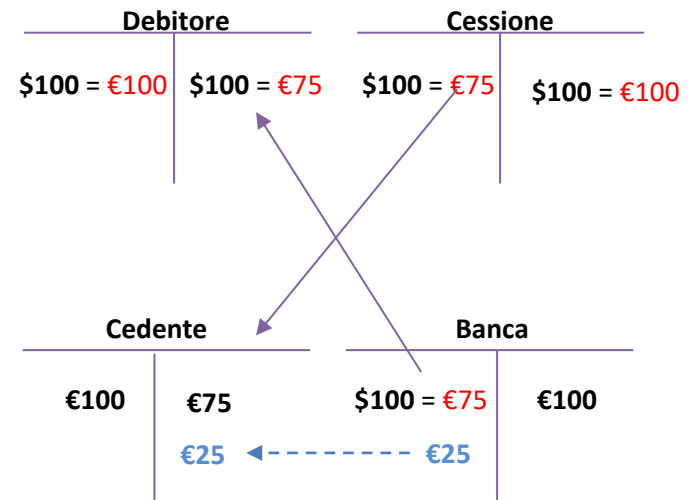 Debitore
Cessione
$100 = €100
$100 = €75
$100 = €75
$100 = €100
Cedente
Banca
€100
€75
$100 = €75
€100
€25
€25